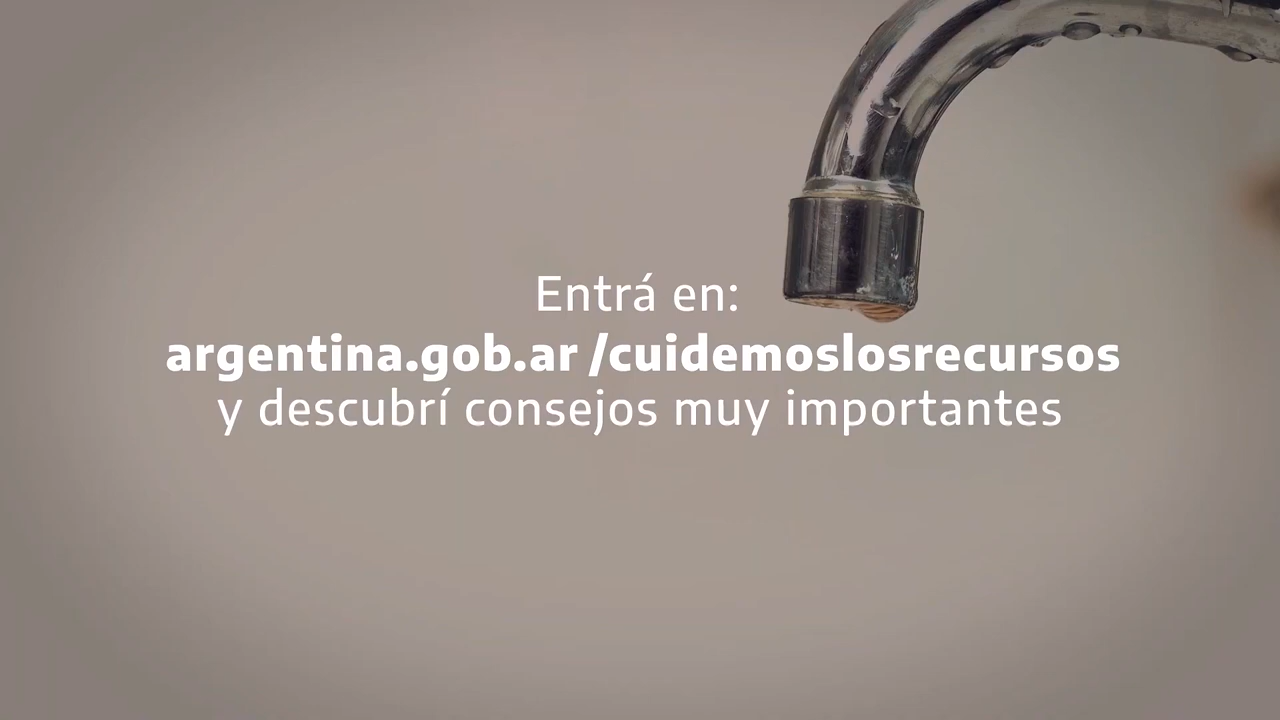 Entrá en:
argentina.gob.ar /cuidemoslosrecursos
y descubrí consejos muy importantes